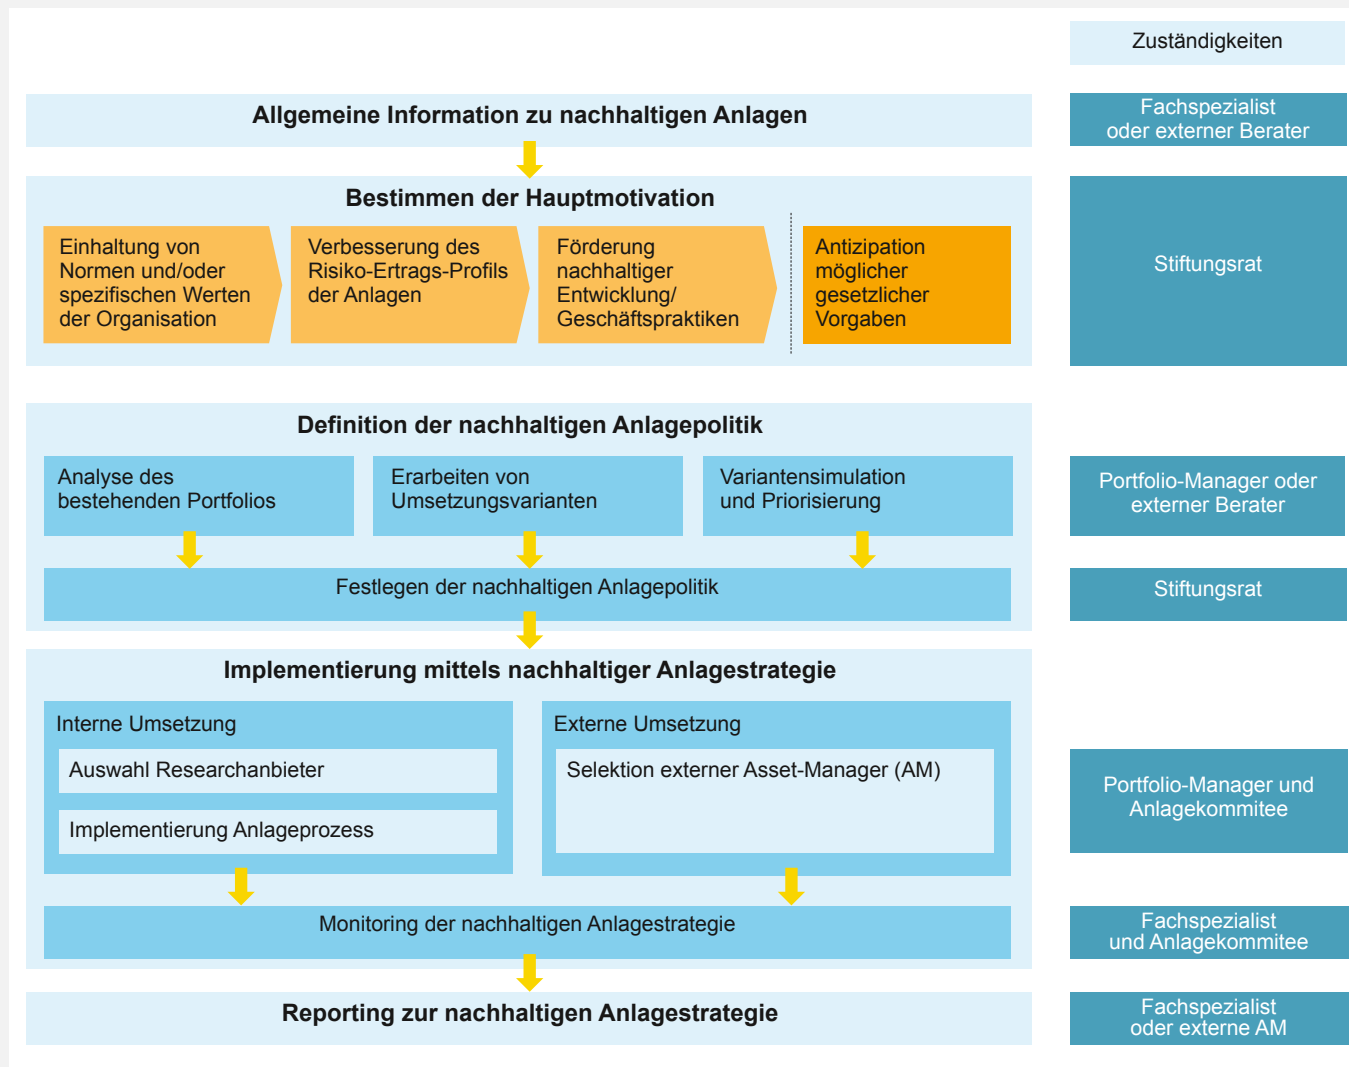 Zuständigkeiten
Allgemeine Information zu nachhaltigen Anlagen
Fachspezialist
oder externer Berater
Bestimmen der Hauptmotivation
Einhaltung von
Normen und/oder
spezifischen Werten
der Organisation
Verbesserung des
Risiko-Ertrags-Profils
der Anlagen
Förderung
nachhaltiger
Entwicklung/
Geschäftspraktiken
Antizipation
möglicher
gesetzlicher
Vorgaben
Stiftungsrat
Definition der nachhaltigen Anlagepolitik
Analyse des
bestehenden Portfolios
Erarbeiten von
Umsetzungsvarianten
Variantensimulation
und Priorisierung
Portfolio-Manager oder
externer Berater
Festlegen der nachhaltigen Anlagepolitik
Stiftungsrat
Implementierung mittels nachhaltiger Anlagestrategie
Interne Umsetzung
Auswahl Researchanbieter
Implementierung Anlageprozess
Externe Umsetzung
Selektion externer Asset-Manager (AM)
Portfolio-Manager und
Anlagekommitee
Monitoring der nachhaltigen Anlagestrategie
Fachspezialist
und Anlagekommitee
Reporting zur nachhaltigen Anlagestrategie
Fachspezialist
oder externe AM